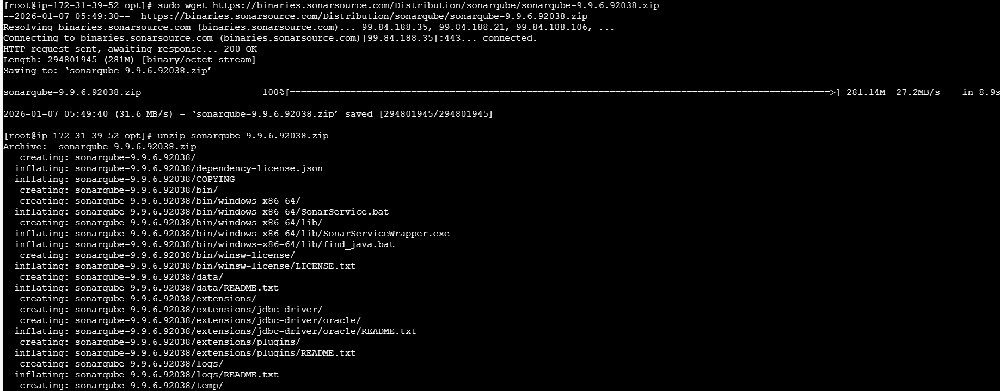 [root@ip-172-31-39-52 opt]# sudo wget https://binaries.sonarsource.com/Distribution/sonarqube/sonarqube-9.9.6.92038.zip
--2026-01-07 05:49:30--  https://binaries.sonarsource.com/Distribution/sonarqube/sonarqube-9.9.6.92038.zip
Resolving binaries.sonarsource.com (binaries.sonarsource.com)... 99.84.188.35, 99.84.188.21, 99.84.188.106, ...
Connecting to binaries.sonarsource.com (binaries.sonarsource.com)|99.84.188.35|:443... connected.
HTTP request sent, awaiting response... 200 OK
Length: 294801945 (281M) [binary/octet-stream]
Saving to: ‘sonarqube-9.9.6.92038.zip’
sonarqube-9.9.6.92038.zip 100%[==================================================================================================>] 281.14M  27.2MB/s    in 8.9s
2026-01-07 05:49:40 (31.6 MB/s) - ‘sonarqube-9.9.6.92038.zip’ saved [294801945/294801945]
[root@ip-172-31-39-52 opt]# unzip sonarqube-9.9.6.92038.zip
Archive:  sonarqube-9.9.6.92038.zip
creating: sonarqube-9.9.6.92038/
inflating: sonarqube-9.9.6.92038/dependency-license.json
inflating: sonarqube-9.9.6.92038/COPYING
creating: sonarqube-9.9.6.92038/bin/
creating: sonarqube-9.9.6.92038/bin/windows-x86-64/
inflating: sonarqube-9.9.6.92038/bin/windows-x86-64/SonarService.bat
creating: sonarqube-9.9.6.92038/bin/windows-x86-64/lib/
inflating: sonarqube-9.9.6.92038/bin/windows-x86-64/lib/SonarServiceWrapper.exe
inflating: sonarqube-9.9.6.92038/bin/windows-x86-64/lib/find_java.bat
creating: sonarqube-9.9.6.92038/bin/winsw-license/
inflating: sonarqube-9.9.6.92038/bin/winsw-license/LICENSE.txt
creating: sonarqube-9.9.6.92038/data/
inflating: sonarqube-9.9.6.92038/data/README.txt
creating: sonarqube-9.9.6.92038/extensions/
creating: sonarqube-9.9.6.92038/extensions/jdbc-driver/
creating: sonarqube-9.9.6.92038/extensions/jdbc-driver/oracle/
inflating: sonarqube-9.9.6.92038/extensions/jdbc-driver/oracle/README.txt
creating: sonarqube-9.9.6.92038/extensions/plugins/
inflating: sonarqube-9.9.6.92038/extensions/plugins/README.txt
creating: sonarqube-9.9.6.92038/logs/
inflating: sonarqube-9.9.6.92038/logs/README.txt
creating: sonarqube-9.9.6.92038/temp/